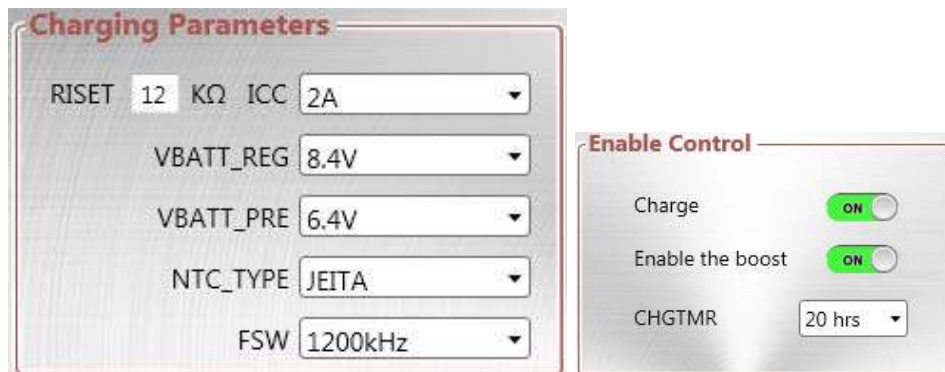 Charging Parameters
RISET 12 KΩ ICC 2A
VBATT_REG 8.4V
VBATT_PRE 6.4V
NTC_TYPE JEITA
FSW 1200kHz
Enable Control
Charge ON
Enable the boost ON
CHGTMR 20 hrs